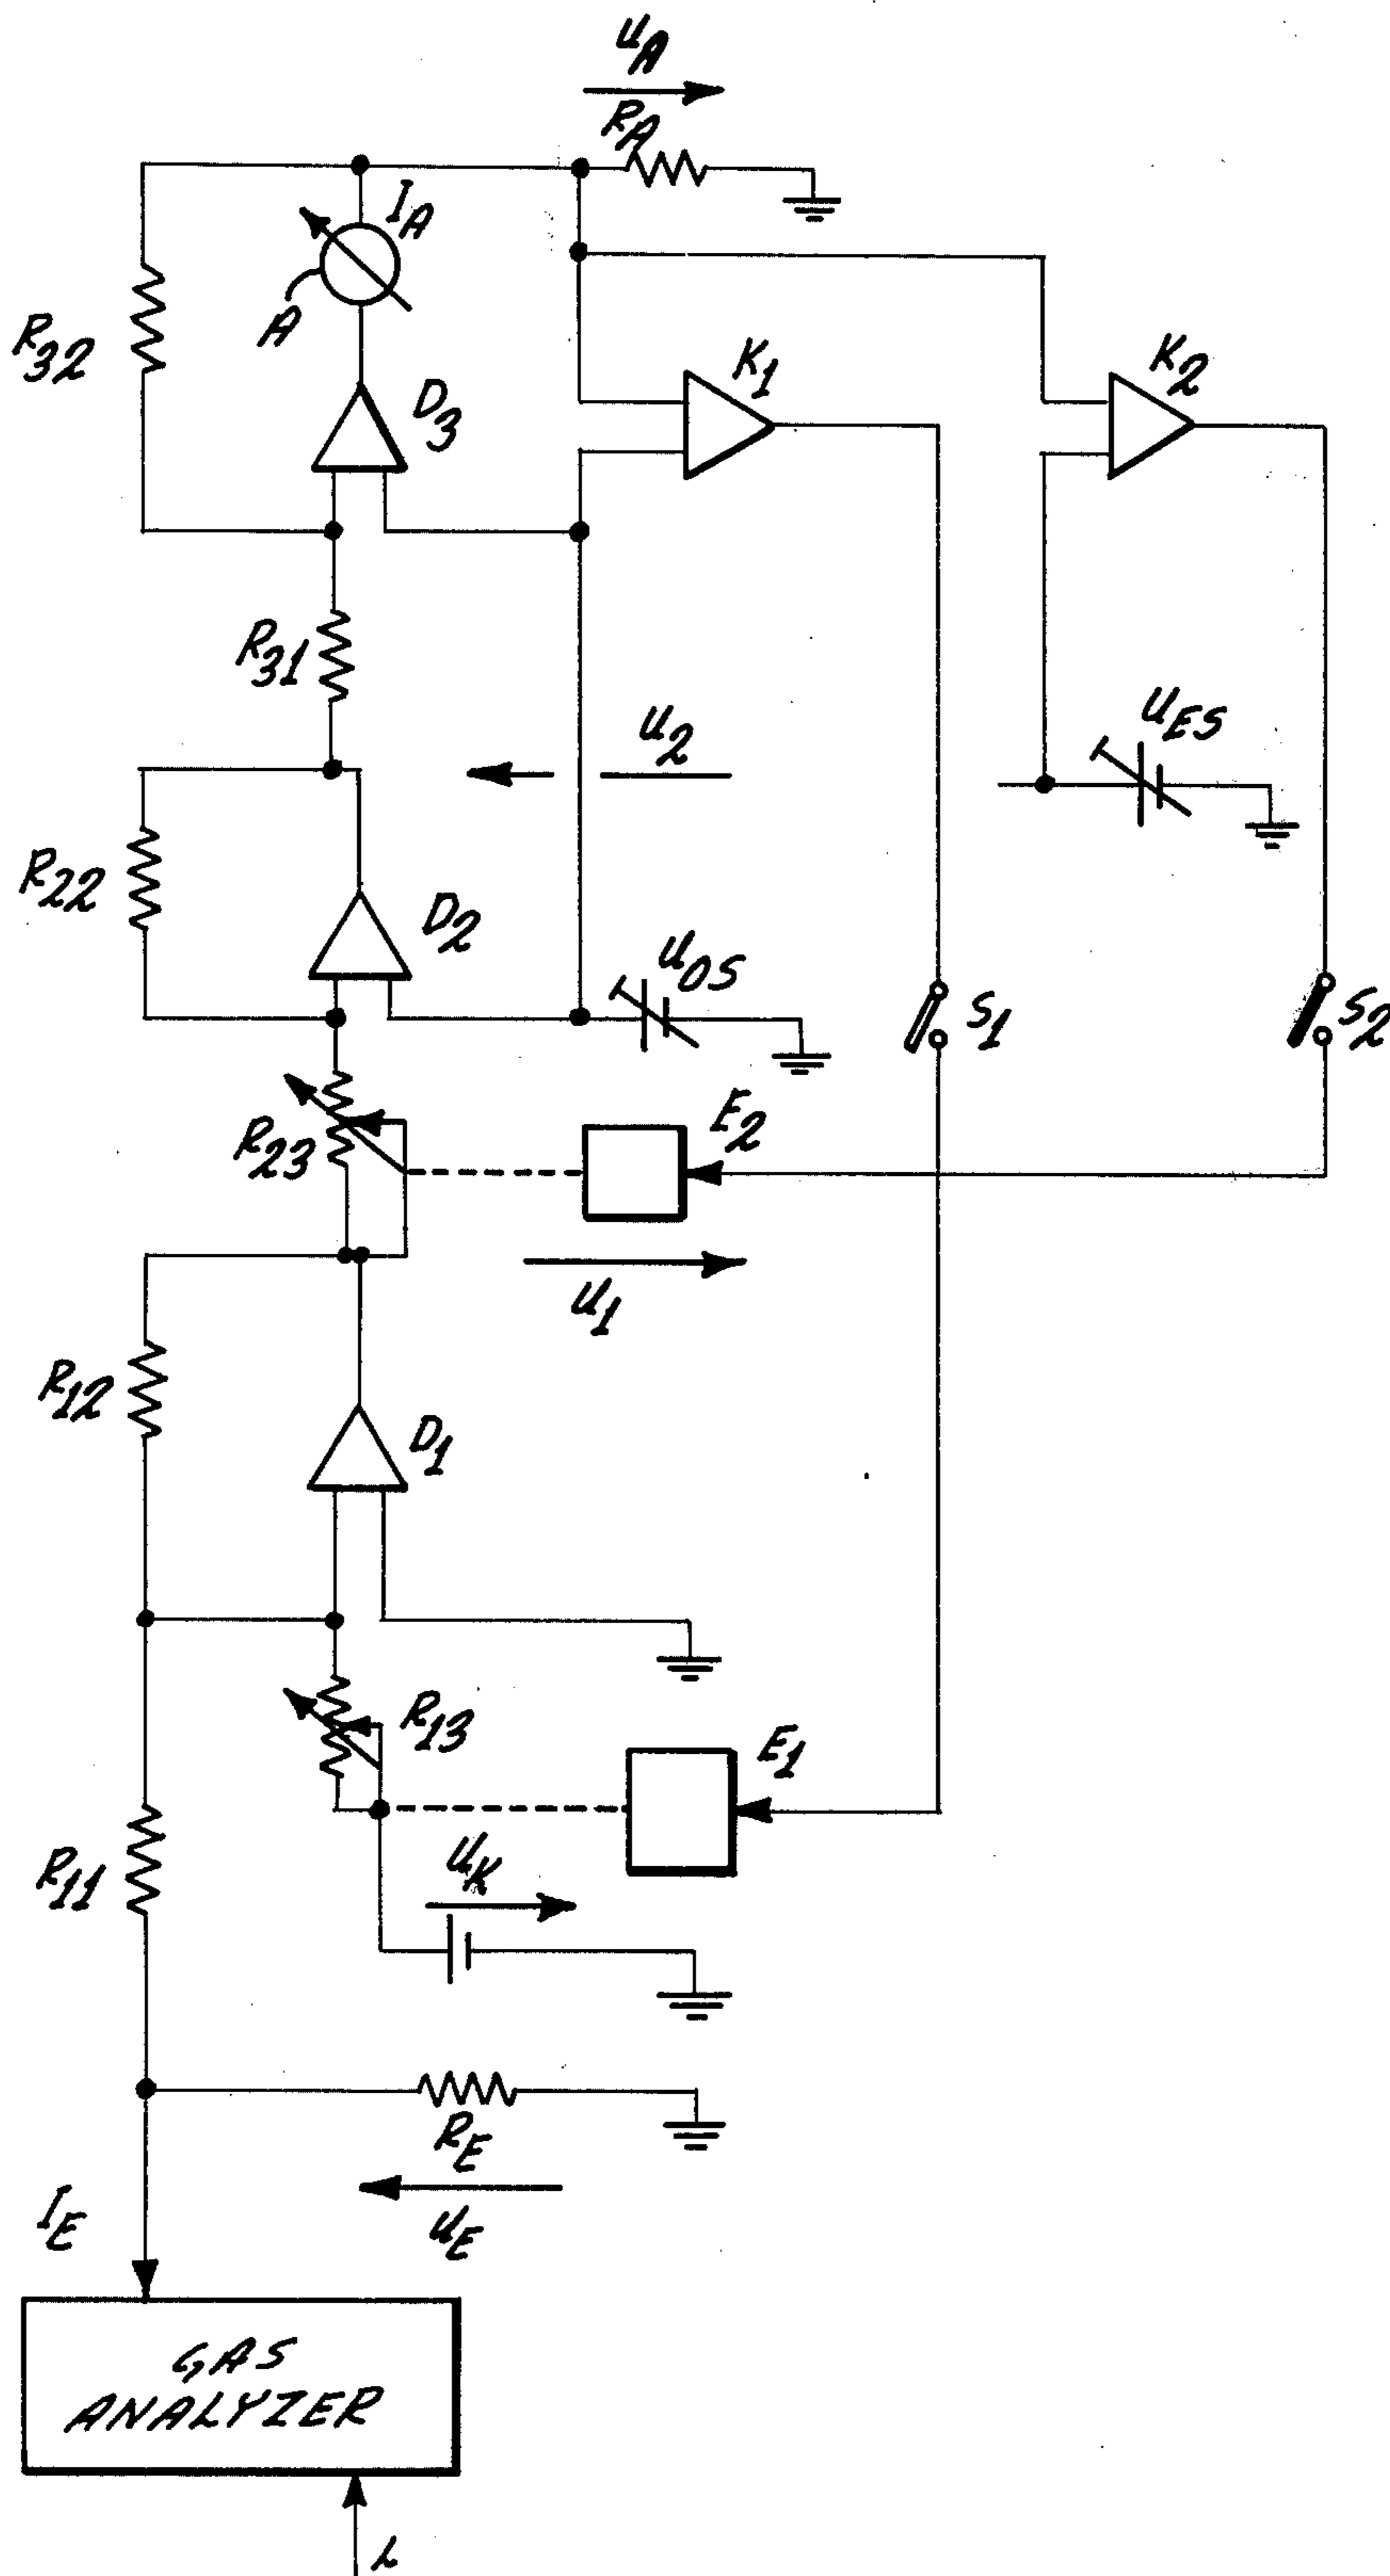 u_A
R_A
I_A
A
R_32
D_3
K_1
K_2
R_31
u_2
u_ES
R_22
D_2
u_OS
S_1
S_2
R_23
E_2
u_1
R_12
D_1
R_13
E_1
R_11
u_K
R_E
u_E
I_E
GAS
ANALYZER
L